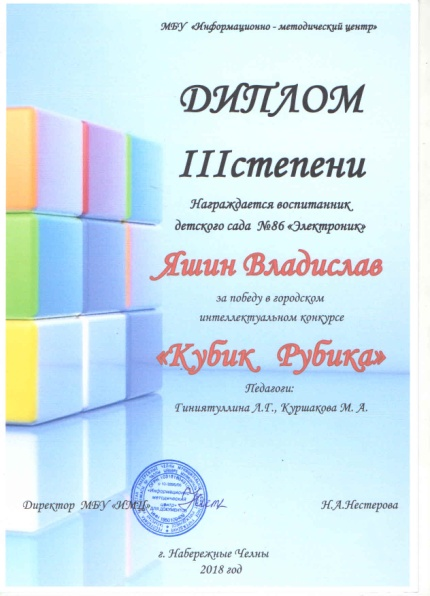 МБУ «Информационно - методический центр»
ДИПЛОМ
IIIстепени
Награждается воспитанник
детского сада №86 «Электроник»
Яшин Владислав
за победу в городском
интеллектуальном конкурсе
«Кубик Рубика»
Педагоги:
Гиниятуллина Л.Г., Куршакова М. А.
Директор МБУ «ИМЦ» Н.А.Нестерова
г. Набережные Челны
2018 год